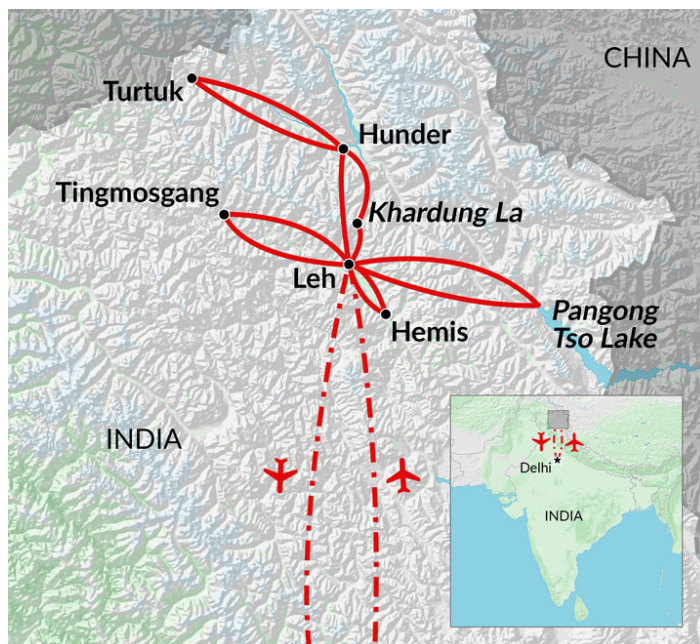 CHINA
Turtuk
Hunder
Tingmosgang
Khardung La
Leh
Pangong
Tso Lake
Hemis
INDIA
Delhi
INDIA